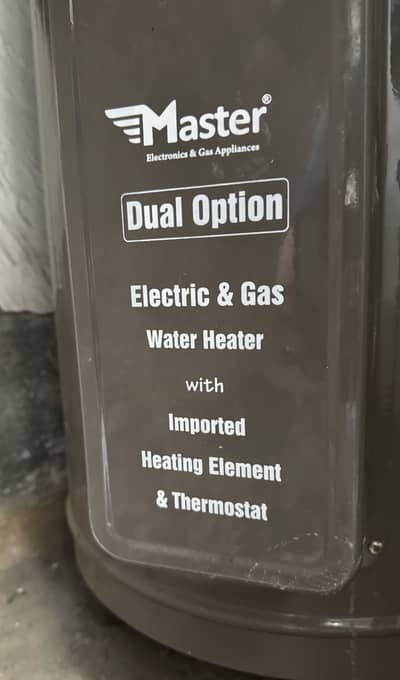 Master®
Electronics & Gas Appliances
Dual Option
Electric & Gas
Water Heater
with
Imported
Heating Element
& Thermostat